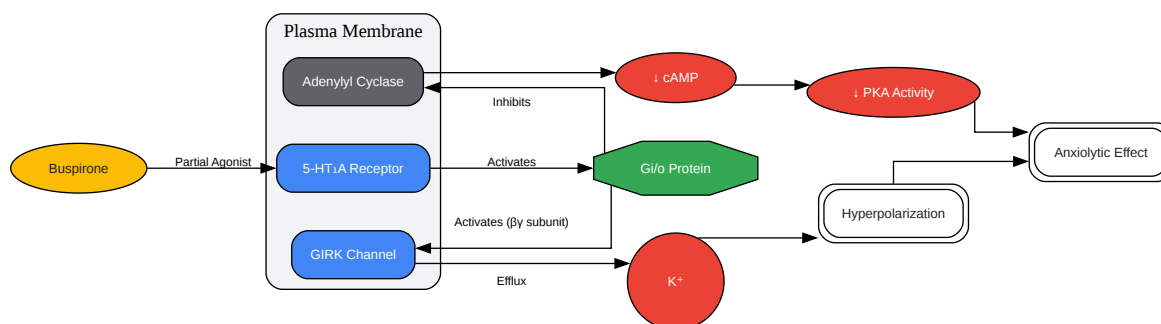 Plasma Membrane
Adenylyl Cyclase
↓ cAMP
↓ PKA Activity
Inhibits
Anxiolytic Effect
Buspirone
Partial Agonist
5-HT₁A Receptor
Activates
Gi/o Protein
Hyperpolarization
Activates (βγ subunit)
GIRK Channel
Efflux
K⁺